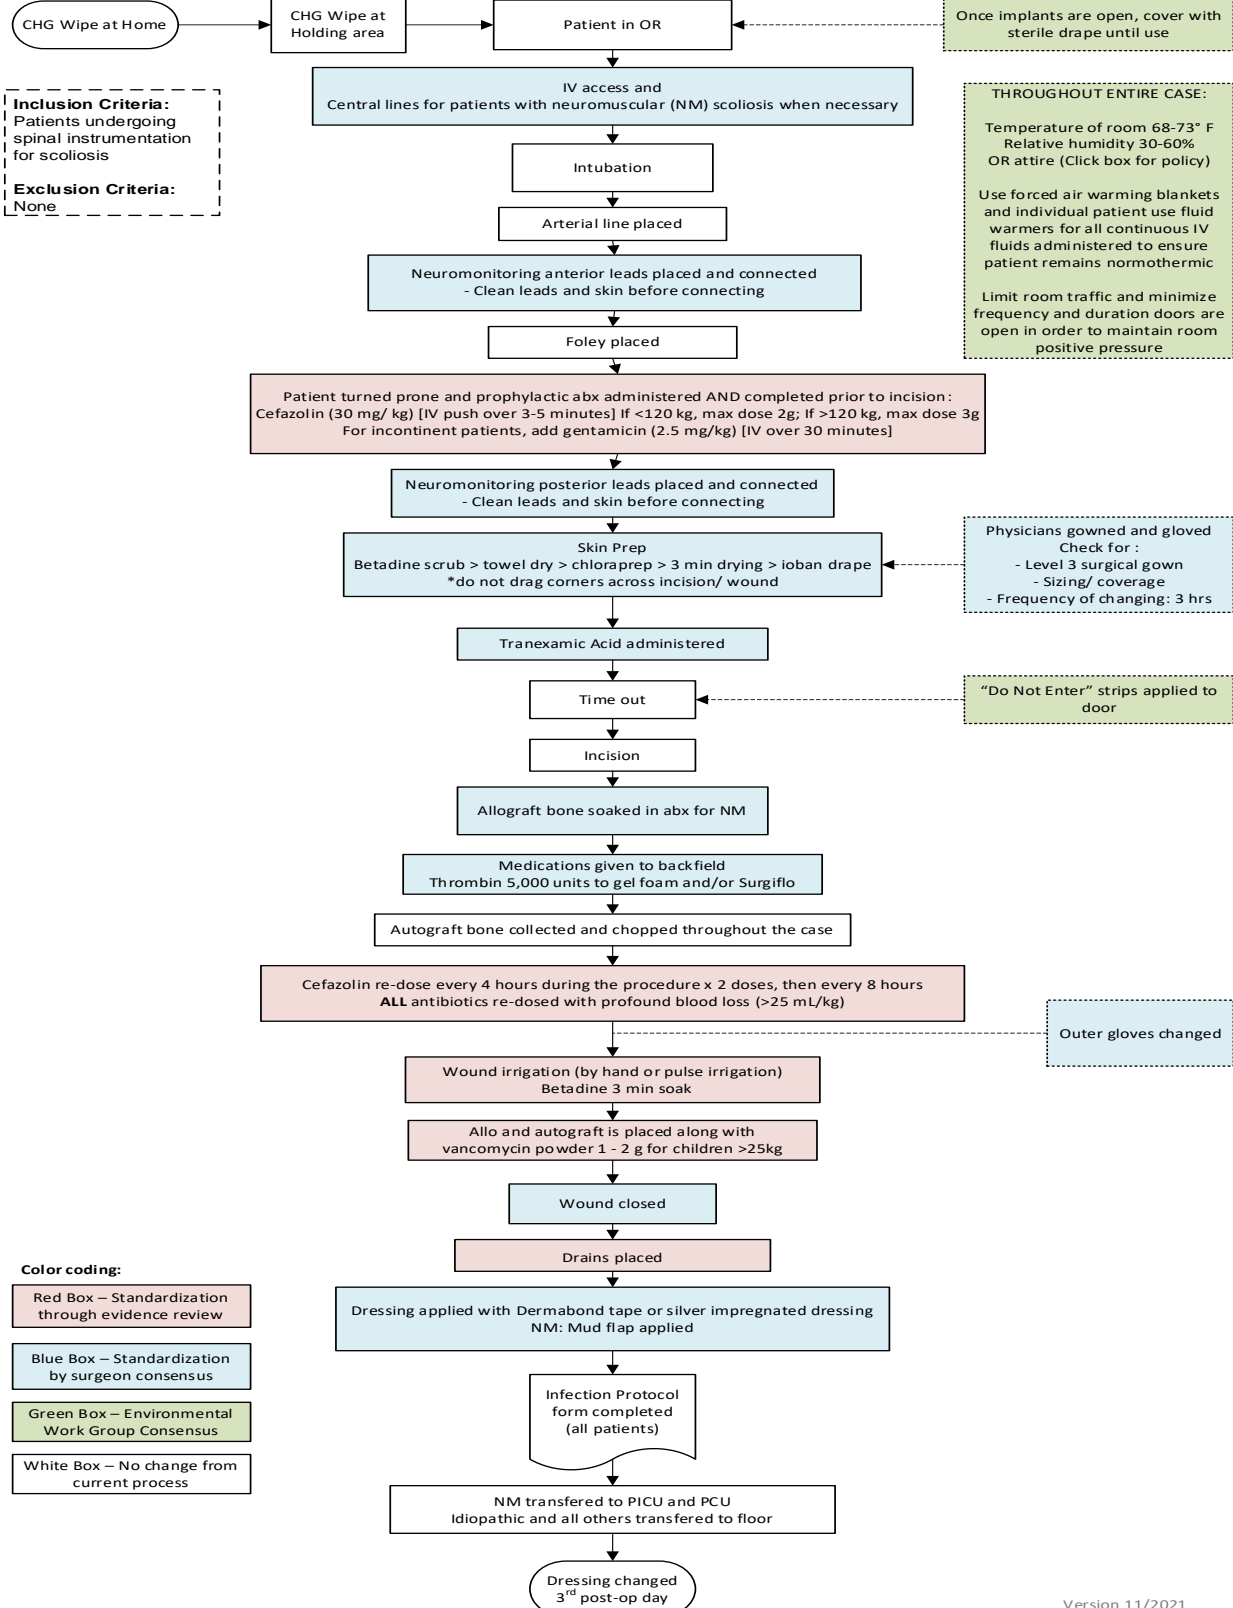 CHG Wipe at Home
CHG Wipe at
Holding area
Patient in OR
Once implants are open, cover with
sterile drape until use
IV access and
Central lines for patients with neuromuscular (NM) scoliosis when necessary
Inclusion Criteria:
Patients undergoing
spinal instrumentation
for scoliosis
Exclusion Criteria:
None
THROUGHOUT ENTIRE CASE:
Temperature of room 68-73° F
Relative humidity 30-60%
OR attire (Click box for policy)
Use forced air warming blankets
and individual patient use fluid
warmers for all continuous IV
fluids administered to ensure
patient remains normothermic
Limit room traffic and minimize
frequency and duration doors are
open in order to maintain room
positive pressure
Intubation
Arterial line placed
Neuromonitoring anterior leads placed and connected
- Clean leads and skin before connecting
Foley placed
Patient turned prone and prophylactic abx administered AND completed prior to incision:
Cefazolin (30 mg/ kg) [IV push over 3-5 minutes] If <120 kg, max dose 2g; If >120 kg, max dose 3g
For incontinent patients, add gentamicin (2.5 mg/kg) [IV over 30 minutes]
Neuromonitoring posterior leads placed and connected
- Clean leads and skin before connecting
Skin Prep
Betadine scrub > towel dry > chloraprep > 3 min drying > ioban drape
*do not drag corners across incision/ wound
Physicians gowned and gloved
Check for :
- Level 3 surgical gown
- Sizing/ coverage
- Frequency of changing: 3 hrs
Tranexamic Acid administered
Time out
“Do Not Enter” strips applied to
door
Incision
Allograft bone soaked in abx for NM
Medications given to backfield
Thrombin 5,000 units to gel foam and/or Surgiflo
Autograft bone collected and chopped throughout the case
Cefazolin re-dose every 4 hours during the procedure x 2 doses, then every 8 hours
ALL antibiotics re-dosed with profound blood loss (>25 mL/kg)
Outer gloves changed
Wound irrigation (by hand or pulse irrigation)
Betadine 3 min soak
Allo and autograft is placed along with
vancomycin powder 1 - 2 g for children >25kg
Wound closed
Drains placed
Dressing applied with Dermabond tape or silver impregnated dressing
NM: Mud flap applied
Color coding:
Red Box – Standardization
through evidence review
Blue Box – Standardization
by surgeon consensus
Green Box – Environmental
Work Group Consensus
White Box – No change from
current process
Infection Protocol
form completed
(all patients)
NM transfered to PICU and PCU
Idiopathic and all others transfered to floor
Dressing changed
3rd post-op day
Version 11/2021